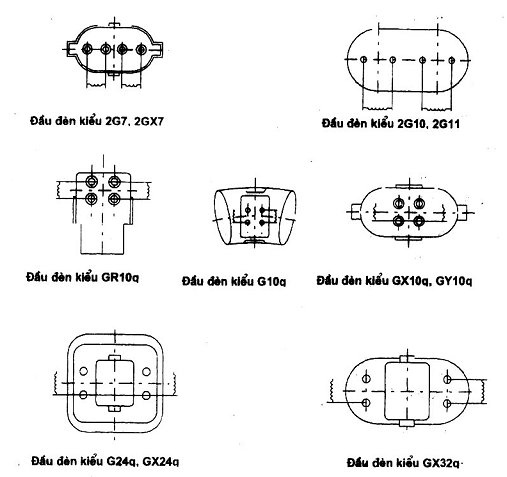 Đầu đèn kiểu 2G7, 2GX7
Đầu đèn kiểu 2G10, 2G11
Đầu đèn kiểu GR10q
Đầu đèn kiểu G10q
Đầu đèn kiểu GX10q, GY10q
Đầu đèn kiểu G24q, GX24q
Đầu đèn kiểu GX32q